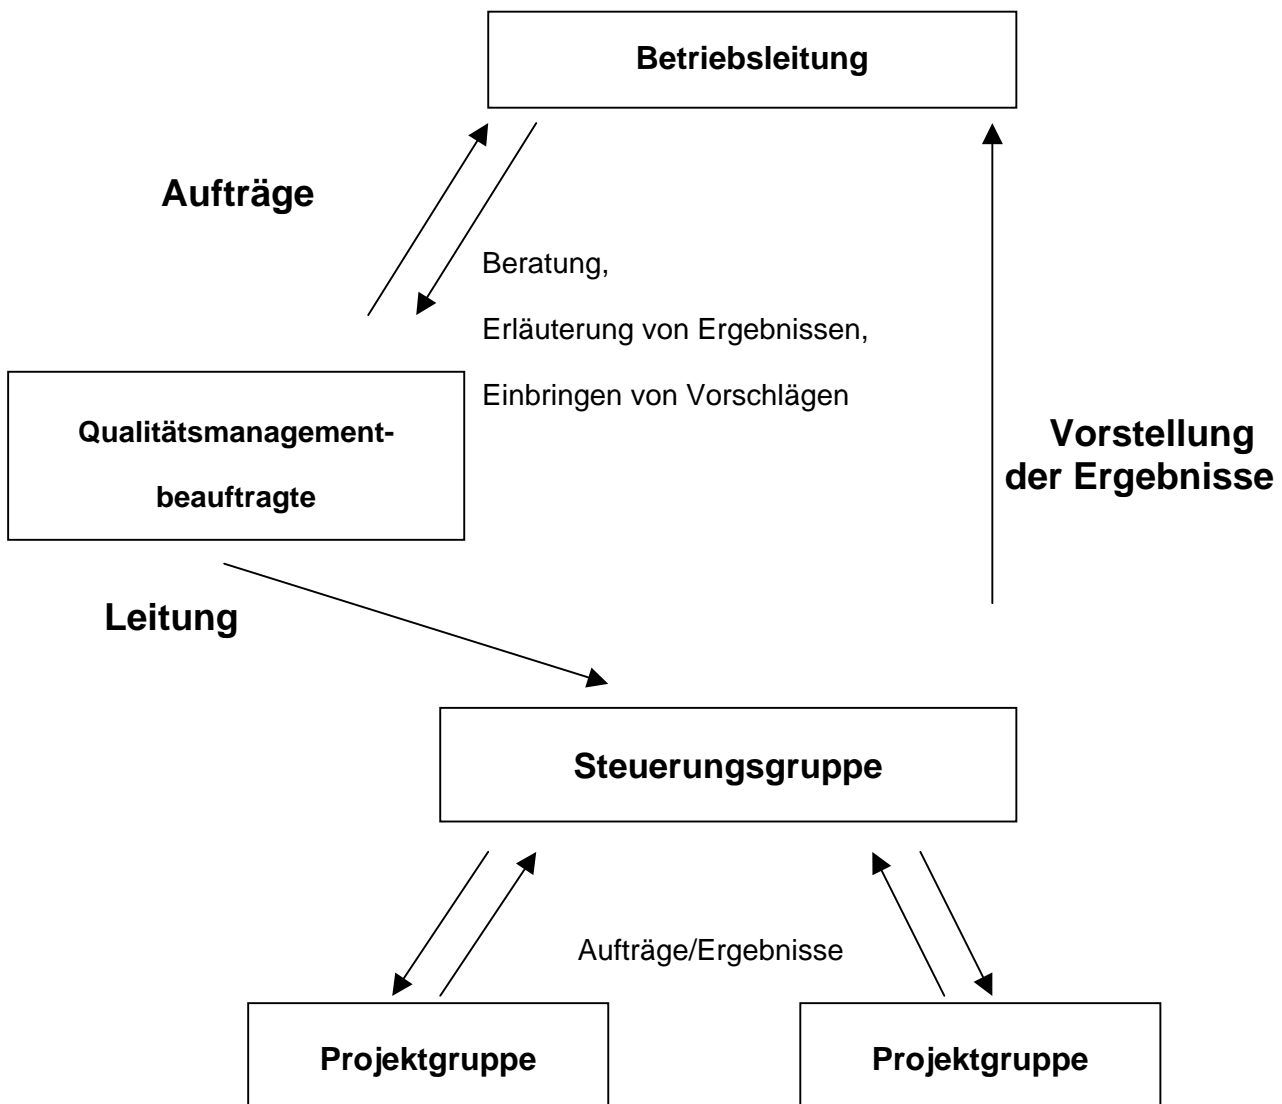 Betriebsleitung
Aufträge
Beratung,
Erläuterung von Ergebnissen,
Einbringen von Vorschlägen
Qualitätsmanagement-
beauftragte
Vorstellung
der Ergebnisse
Leitung
Steuerungsgruppe
Aufträge/Ergebnisse
Projektgruppe
Projektgruppe